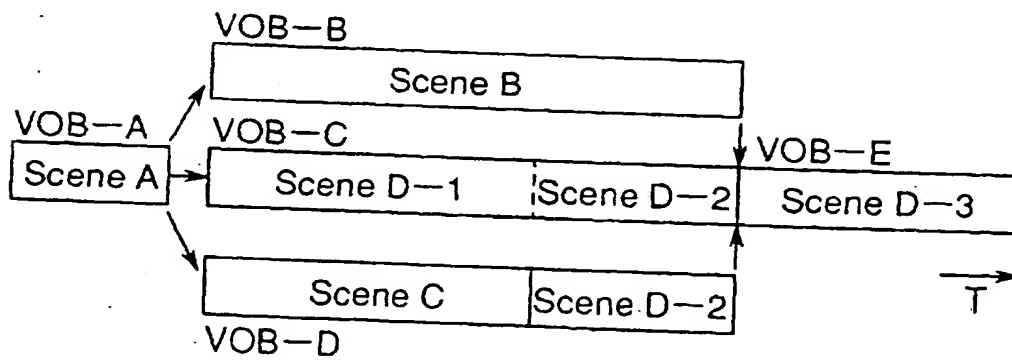 VOB—B
Scene B
VOB—A
VOB—C
VOB—E
Scene A
Scene D—1
Scene D—2
Scene D—3
Scene C
Scene D—2
T
VOB—D